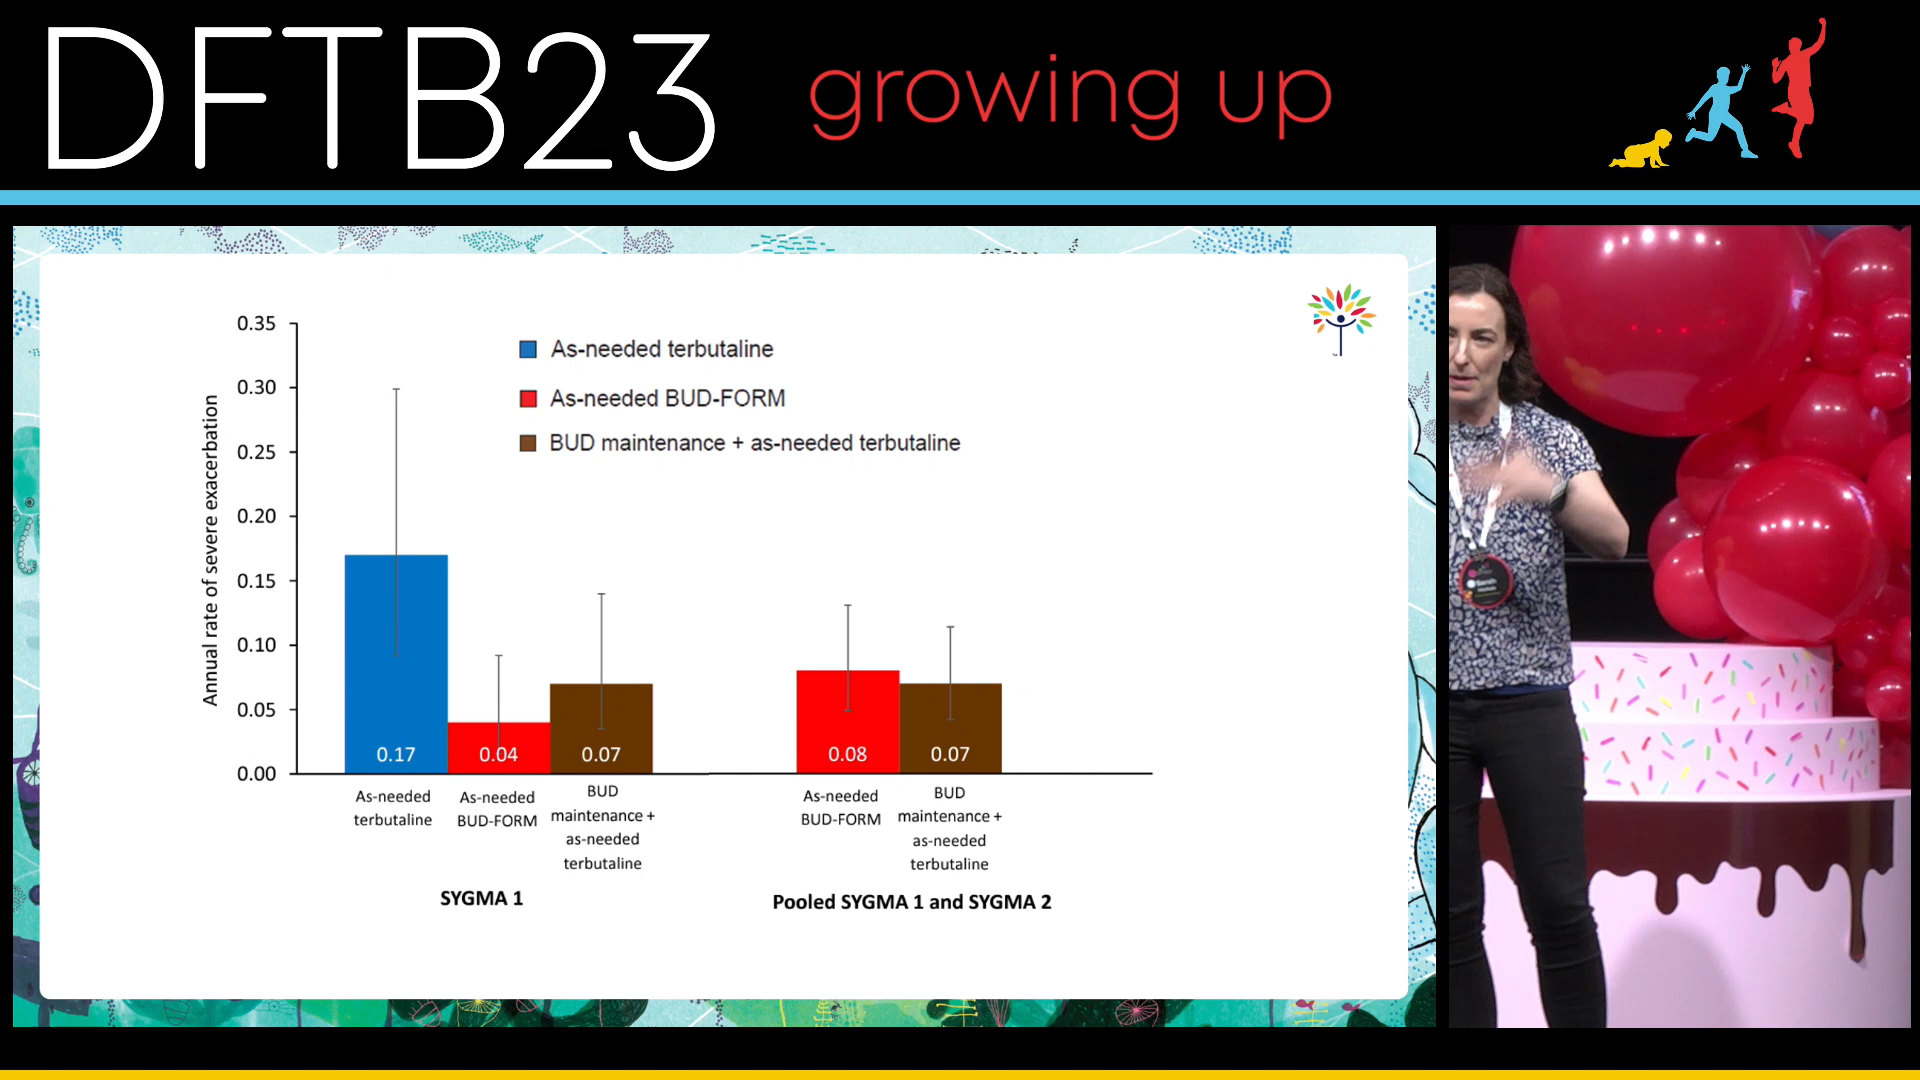 DFTB23 growing up
0.35
0.30
0.25
0.20
0.15
0.10
0.05
0.00
Annual rate of severe exacerbation
As-needed terbutaline
As-needed BUD-FORM
BUD maintenance + as-needed terbutaline
0.17
0.04
0.07
0.08
0.07
As-needed
terbutaline
As-needed
BUD-FORM
BUD
maintenance +
as-needed
terbutaline
As-needed
BUD-FORM
BUD
maintenance +
as-needed
terbutaline
SYGMA 1
Pooled SYGMA 1 and SYGMA 2
Sarah